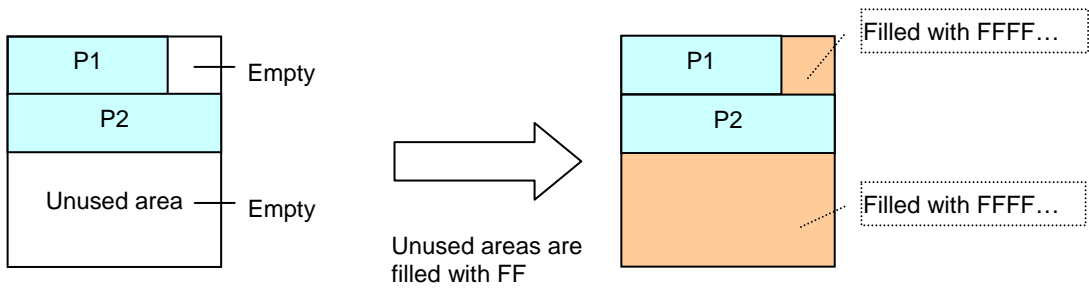 P1
Empty
P2
Unused area
Empty
Unused areas are
filled with FF
Filled with FFFF…
P1
P2
Filled with FFFF…